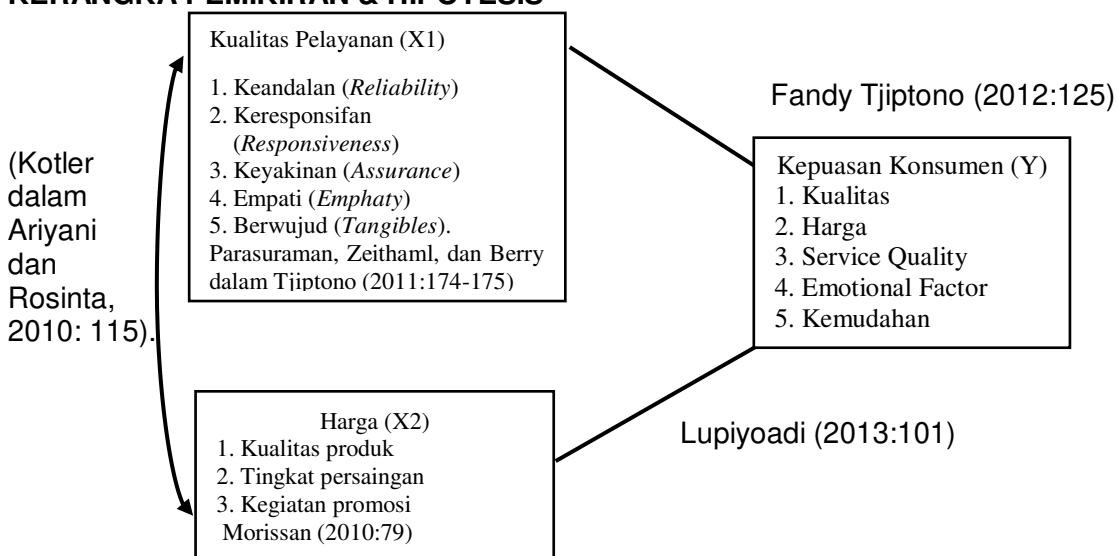 KERANGKA PEMIKIRAN & HIPOTESIS
Kualitas Pelayanan (X1)
1. Keandalan (Reliability)
2. Keresponsifan
(Responsiveness)
3. Keyakinan (Assurance)
4. Empati (Emphaty)
5. Berwujud (Tangibles).
Parasuraman, Zeithaml, dan Berry
dalam Tjiptono (2011:174-175)
Fandy Tjiptono (2012:125)
(Kotler
dalam
Ariyani
dan
Rosinta,
2010: 115).
Kepuasan Konsumen (Y)
1. Kualitas
2. Harga
3. Service Quality
4. Emotional Factor
5. Kemudahan
Harga (X2)
1. Kualitas produk
2. Tingkat persaingan
3. Kegiatan promosi
Morissan (2010:79)
Lupiyoadi (2013:101)